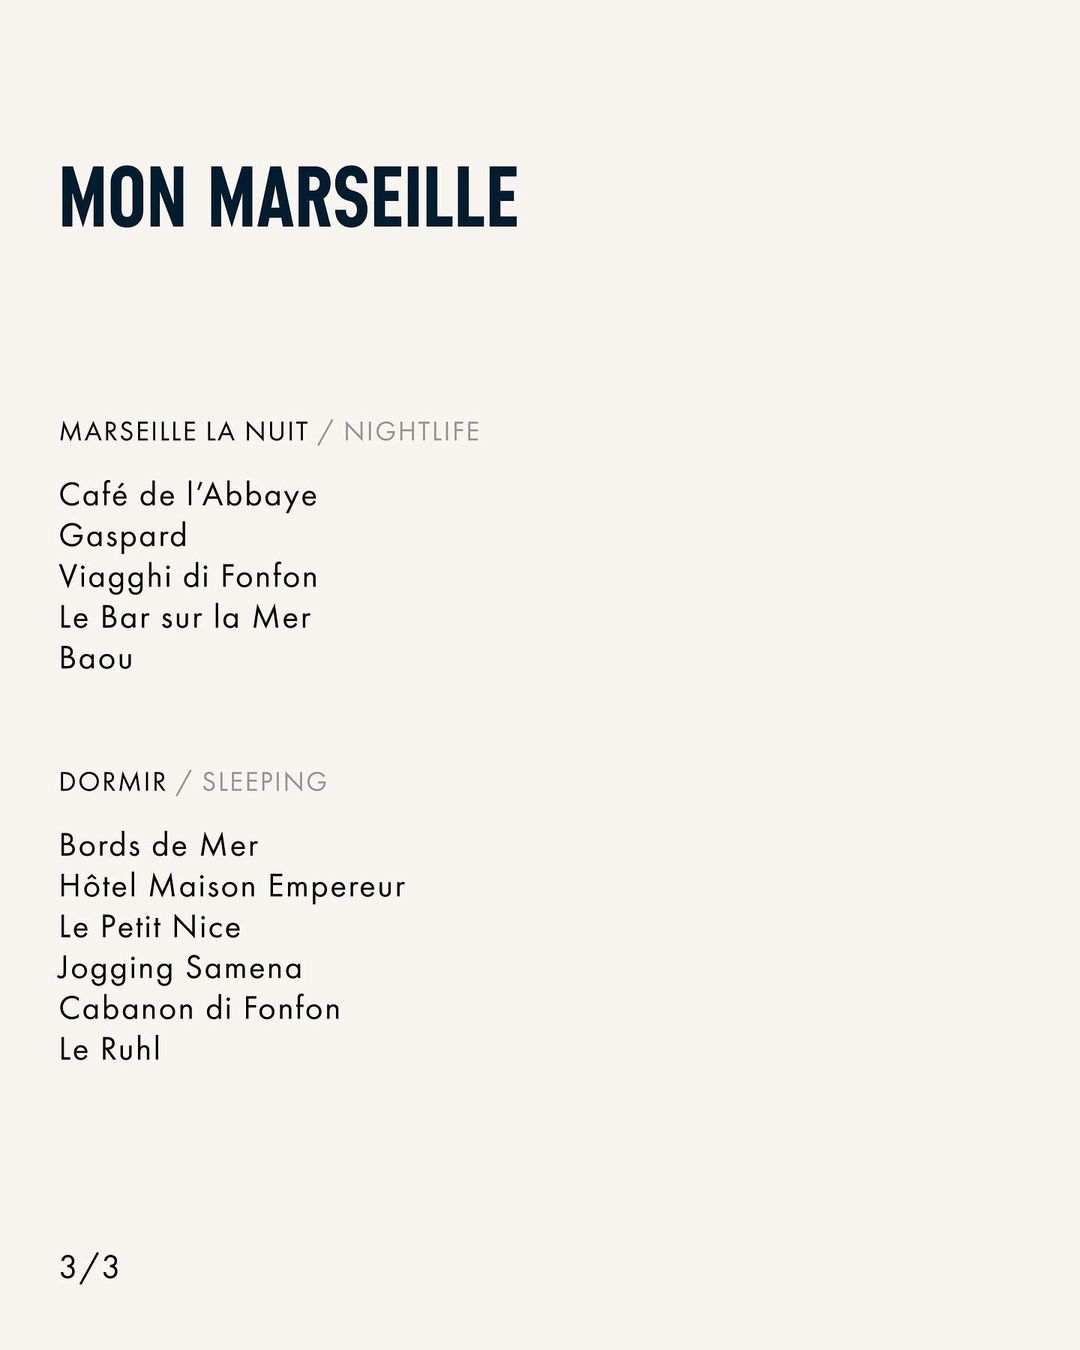 MON MARSEILLE
MARSEILLE LA NUIT / NIGHTLIFE
Café de l’Abbaye
Gaspard
Viagghi di Fonfon
Le Bar sur la Mer
Baou
DORMIR / SLEEPING
Bords de Mer
Hôtel Maison Empereur
Le Petit Nice
Jogging Samena
Cabanon di Fonfon
Le Ruhl
3/3